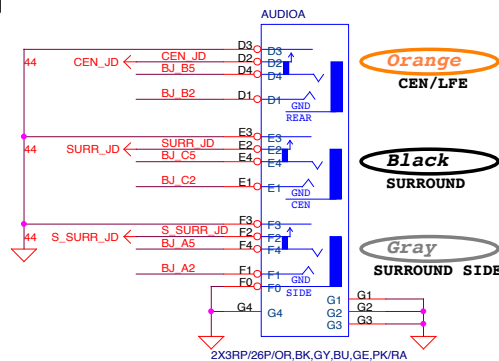 AUDIOA
D3 D3
44 CEN_JD CEN_JD D2 D2
BJ_B5 D4 D4
BJ_B2 D1 D1
GND
REAR
Orange
CEN/LFE
E3 E3
44 SURR_JD SURR_JD E2 E2
BJ_C5 E4 E4
BJ_C2 E1 E1
GND
CEN
Black
SURROUND
F3 F3
44 S_SURR_JD S_SURR_JD F2 F2
BJ_A5 F4 F4
BJ_A2 F1 F1
GND
F0 F0
SIDE
Gray
SURROUND SIDE
G4 G4
G1 G1
G2 G2
G3 G3
2X3RP/26P/OR,BK,GY,BU,GE,PK/RA